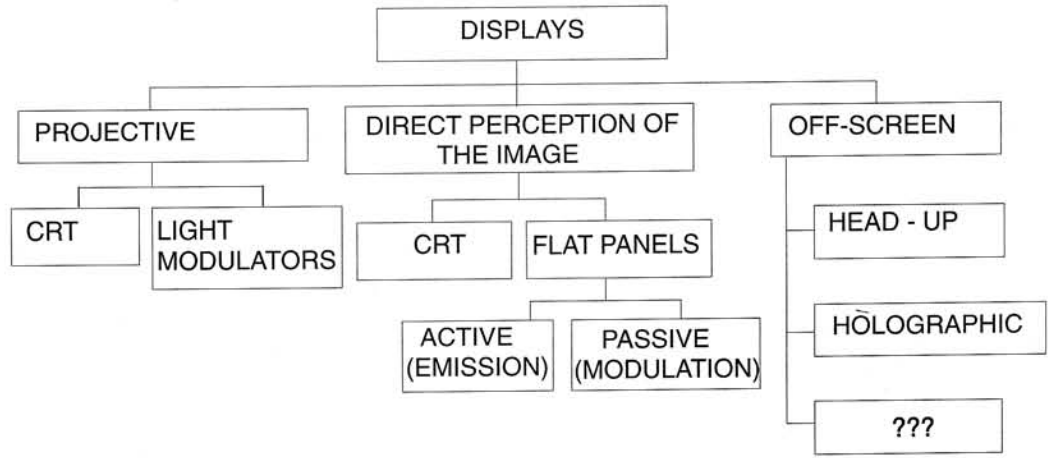 DISPLAYS
PROJECTIVE
DIRECT PERCEPTION OF
THE IMAGE
OFF-SCREEN
CRT
LIGHT
MODULATORS
CRT
FLAT PANELS
HEAD - UP
ACTIVE
(EMISSION)
PASSIVE
(MODULATION)
HOLOGRAPHIC
???